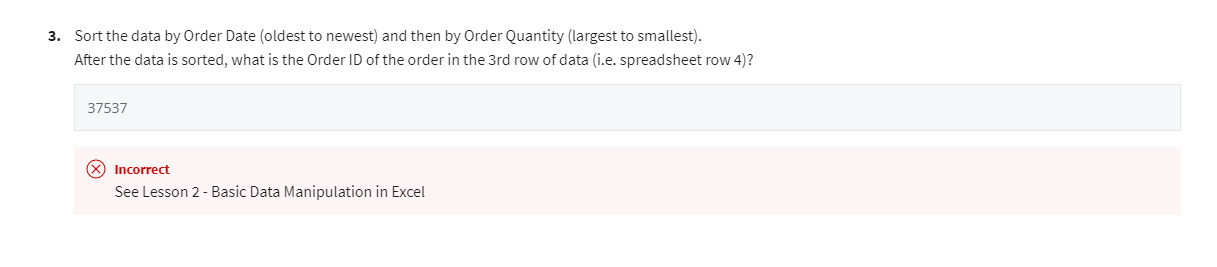 3. Sort the data by Order Date (oldest to newest) and then by Order Quantity (largest to smallest).
After the data is sorted, what is the Order ID of the order in the 3rd row of data (i.e. spreadsheet row 4)?
37537
Incorrect
See Lesson 2 - Basic Data Manipulation in Excel